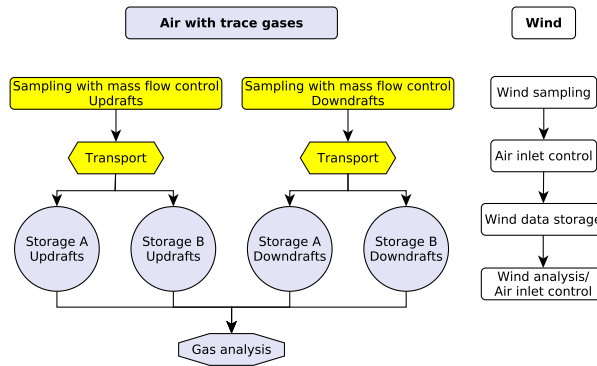 Air with trace gases
Wind
Sampling with mass flow control
Updrafts
Sampling with mass flow control
Downdrafts
Wind sampling
Transport
Transport
Air inlet control
Storage A
Updrafts
Storage B
Updrafts
Storage A
Downdrafts
Storage B
Downdrafts
Wind data storage
Wind analysis/
Air inlet control
Gas analysis